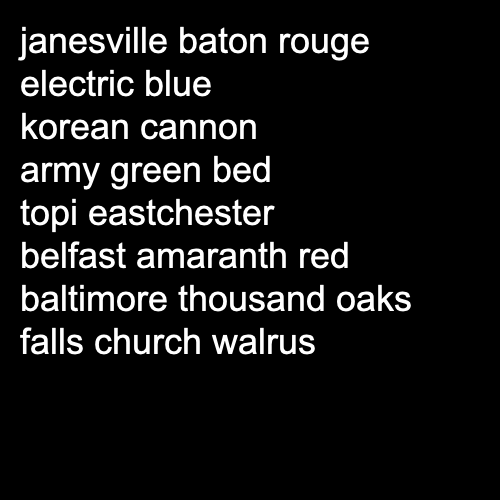 janesville baton rouge
electric blue
korean cannon
army green bed
topi eastchester
belfast amaranth red
baltimore thousand oaks
falls church walrus